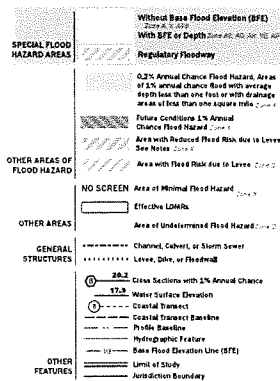 Without Base Flood Elevation (BFE)
Zone A, V, A99
With BFE or Depth Zone AE, AO, AH, VE, AR
SPECIAL FLOOD
HAZARD AREAS
Regulatory Floodway
0.2% Annual Chance Flood Hazard, Areas
of 1% annual chance flood with average
depth less than one foot or with drainage
areas of less than one square mile Zone X
Future Conditions 1% Annual
Chance Flood Hazard Zone X
Area with Reduced Flood Risk due to Levee
See Notes Zone X
OTHER AREAS OF
FLOOD HAZARD
Area with Flood Risk due to Levee Zone D
NO SCREEN Area of Minimal Flood Hazard Zone X
Effective LOMRs
OTHER AREAS
Area of Undetermined Flood Hazard Zone D
GENERAL
STRUCTURES
Channel, Culvert, or Storm Sewer
Levee, Dike, or Floodwall
20.2
B Cross Sections with 1% Annual Chance
17.5 Water Surface Elevation
8 Coastal Transect
Coastal Transect Baseline
Profile Baseline
Hydrographic Feature
Base Flood Elevation Line (BFE)
OTHER
FEATURES
Limit of Study
Jurisdiction Boundary